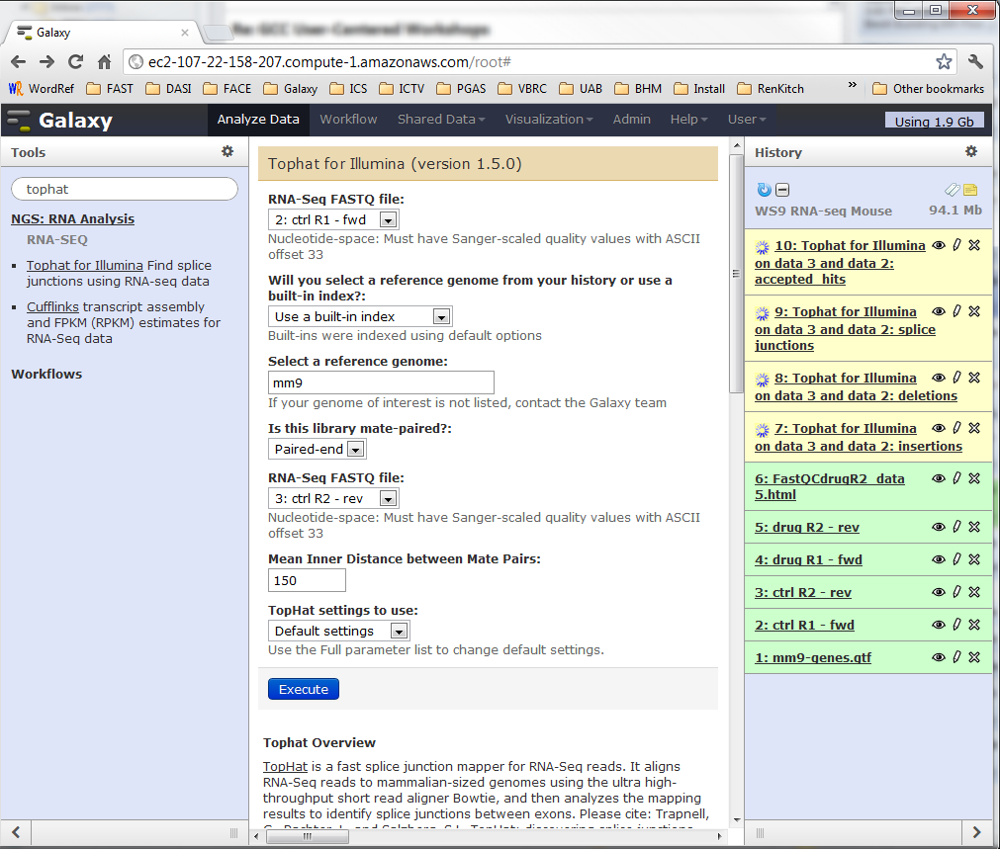 Re: GCC User-Centered Workshops
Galaxy
ec2-107-22-158-207.compute-1.amazonaws.com/root#
WordRef FAST DASI FACE Galaxy ICS ICTV PGAS VBRC UAB BHM Install RenKitch » Other bookmarks
Galaxy Analyze Data Workflow Shared Data Visualization Admin Help User Using 1.9 Gb
Tools
tophat
NGS: RNA Analysis
RNA-SEQ
Tophat for Illumina Find splice
junctions using RNA-seq data
Cufflinks transcript assembly
and FPKM (RPKM) estimates for
RNA-Seq data
Workflows
Tophat for Illumina (version 1.5.0)
RNA-Seq FASTQ file:
2: ctrl R1 - fwd
Nucleotide-space: Must have Sanger-scaled quality values with ASCII
offset 33
Will you select a reference genome from your history or use a
built-in index?:
Use a built-in index
Built-ins were indexed using default options
Select a reference genome:
mm9
If your genome of interest is not listed, contact the Galaxy team
Is this library mate-paired?:
Paired-end
RNA-Seq FASTQ file:
3: ctrl R2 - rev
Nucleotide-space: Must have Sanger-scaled quality values with ASCII
offset 33
Mean Inner Distance between Mate Pairs:
150
TopHat settings to use:
Default settings
Use the Full parameter list to change default settings.
Execute
Tophat Overview
TopHat is a fast splice junction mapper for RNA-Seq reads. It aligns
RNA-Seq reads to mammalian-sized genomes using the ultra high-
throughput short read aligner Bowtie, and then analyzes the mapping
results to identify splice junctions between exons. Please cite: Trapnell,
C., Pachter, L. and Salzberg, S.L. TopHat: discovering splice junctions
History
WS9 RNA-seq Mouse 94.1 Mb
10: Tophat for Illumina
on data 3 and data 2:
accepted_hits
9: Tophat for Illumina
on data 3 and data 2: splice
junctions
8: Tophat for Illumina
on data 3 and data 2: deletions
7: Tophat for Illumina
on data 3 and data 2: insertions
6: FastQCdrugR2_data
5.html
5: drug R2 - rev
4: drug R1 - fwd
3: ctrl R2 - rev
2: ctrl R1 - fwd
1: mm9-genes.gtf